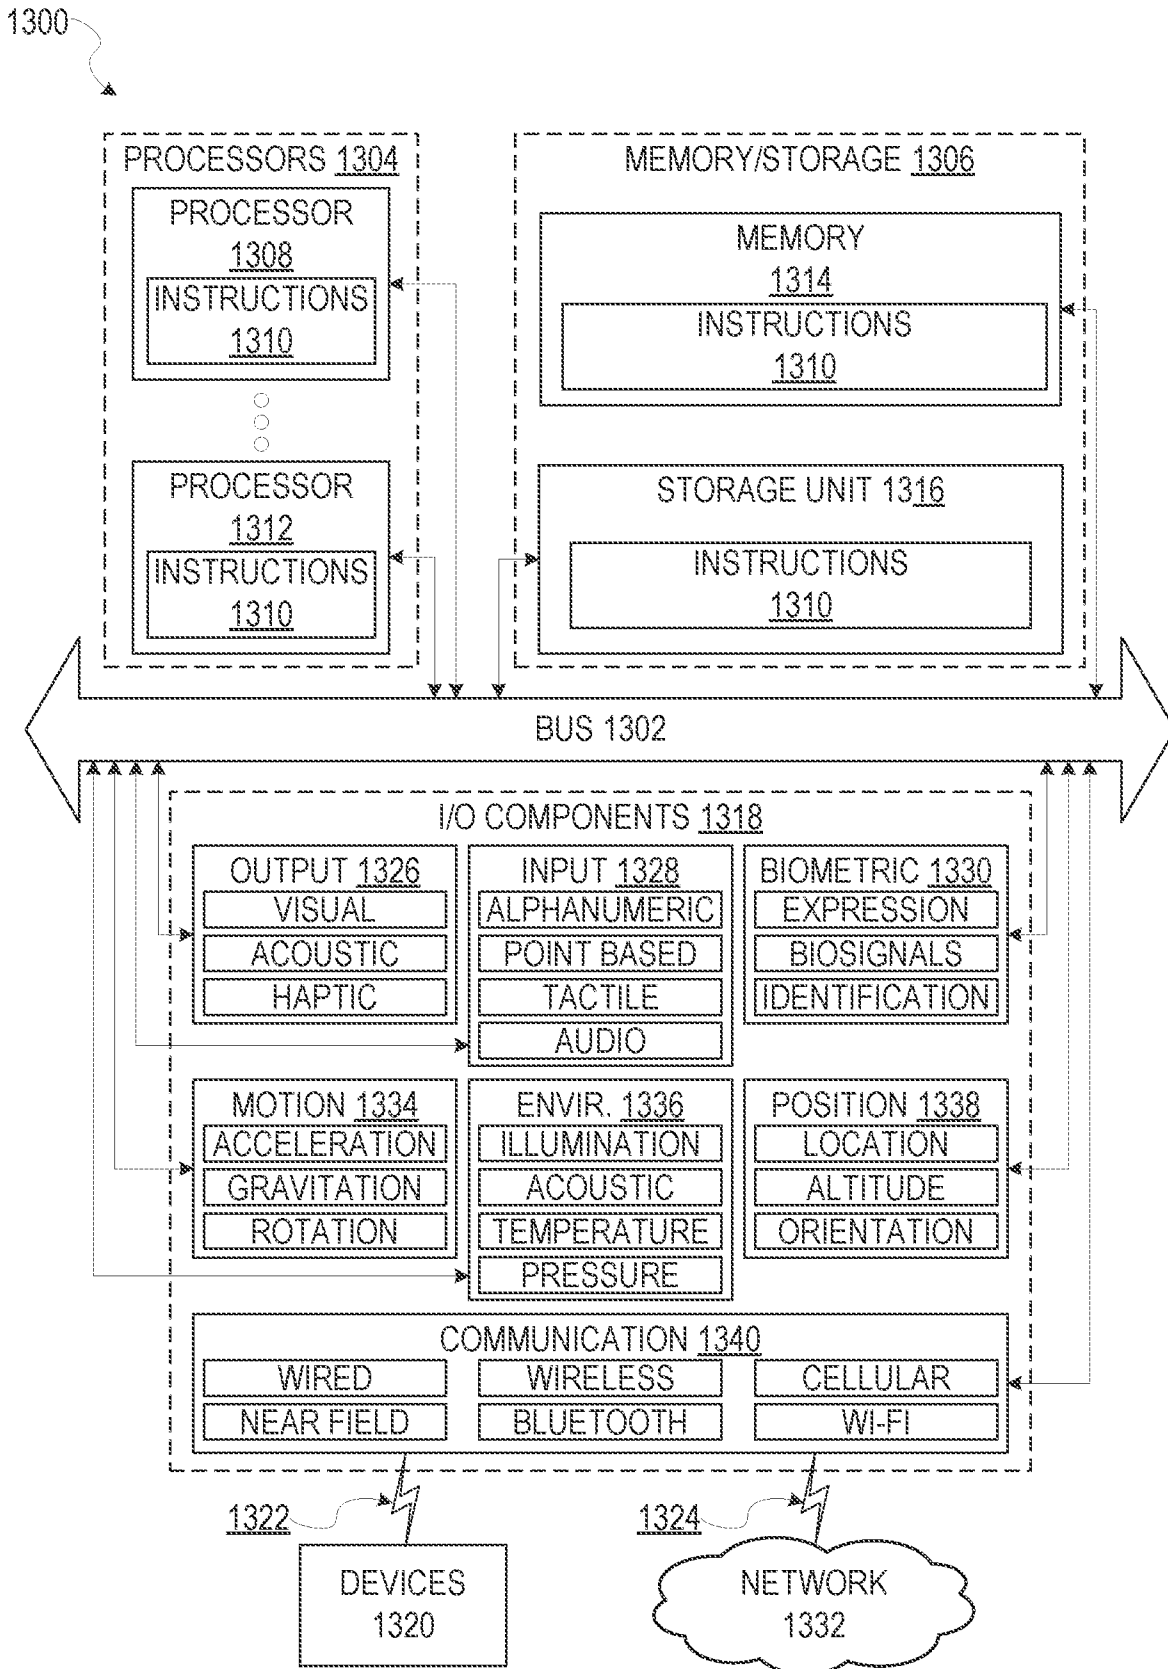 1300
PROCESSORS 1304
PROCESSOR
1308
INSTRUCTIONS
1310
PROCESSOR
1312
INSTRUCTIONS
1310
MEMORY/STORAGE 1306
MEMORY
1314
INSTRUCTIONS
1310
STORAGE UNIT 1316
INSTRUCTIONS
1310
BUS 1302
I/O COMPONENTS 1318
OUTPUT 1326
VISUAL
ACOUSTIC
HAPTIC
INPUT 1328
ALPHANUMERIC
POINT BASED
TACTILE
AUDIO
BIOMETRIC 1330
EXPRESSION
BIOSIGNALS
IDENTIFICATION
MOTION 1334
ACCELERATION
GRAVITATION
ROTATION
ENVIR. 1336
ILLUMINATION
ACOUSTIC
TEMPERATURE
PRESSURE
POSITION 1338
LOCATION
ALTITUDE
ORIENTATION
COMMUNICATION 1340
WIRED
WIRELESS
CELLULAR
NEAR FIELD
BLUETOOTH
WI-FI
1322
1324
DEVICES
1320
NETWORK
1332